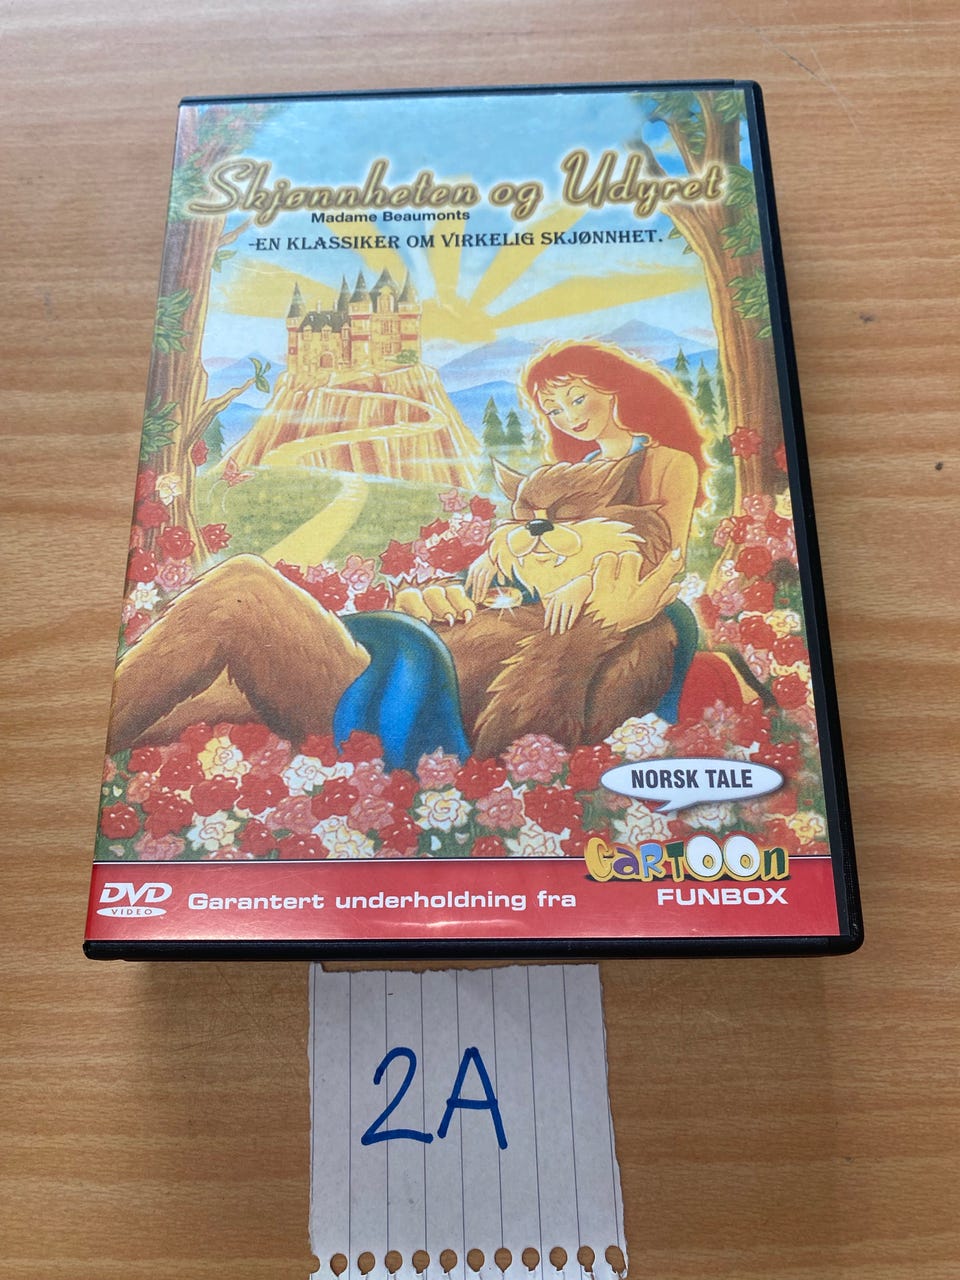 Skjønnheten og Udyret
Madame Beaumonts
-EN KLASSIKER OM VIRKELIG SKJØNNHET.
NORSK TALE
CARTOOn
FUNBOX
DVD
VIDEO
Garantert underholdning fra
2A